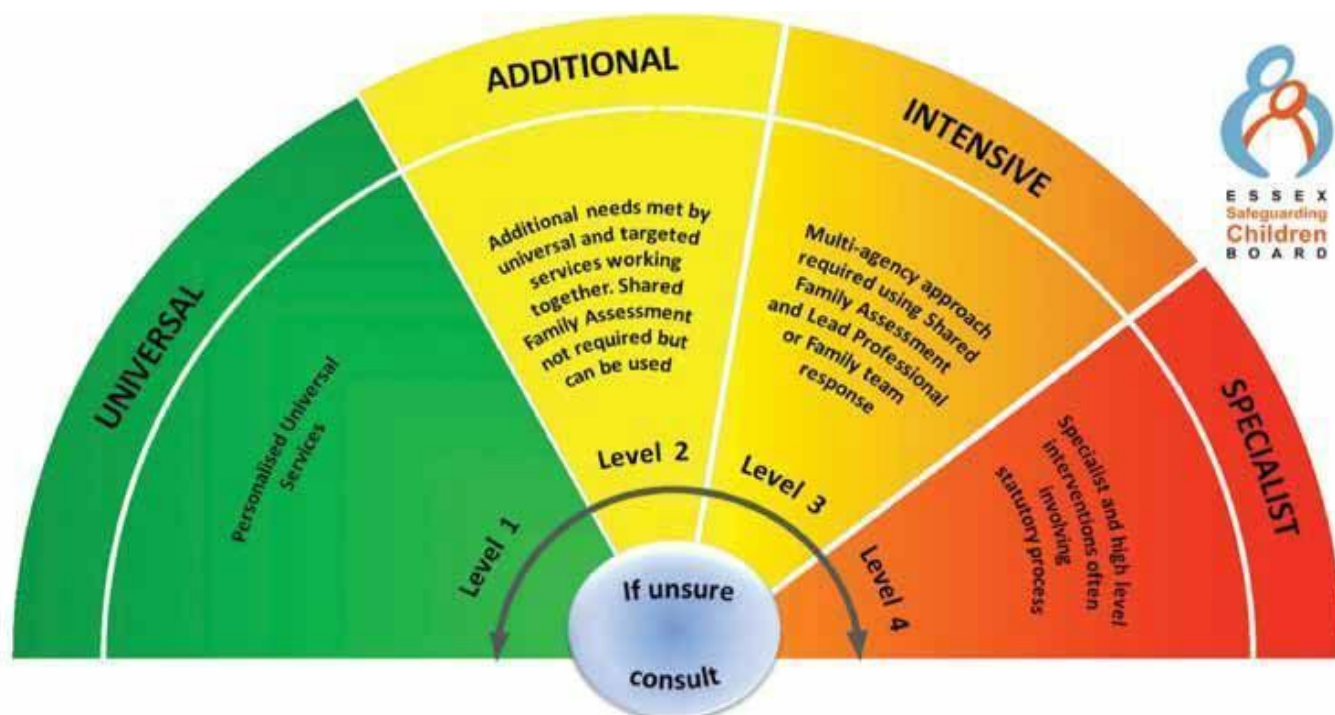 UNIVERSAL
Personalised Universal
Services
Level 1
ADDITIONAL
Additional needs met by
universal and targeted
services working
together. Shared
Family Assessment
not required but
can be used
Level 2
INTENSIVE
Multi-agency approach
required using Shared
Family Assessment
and Lead Professional
or Family team
response
Level 3
SPECIALIST
Specialist and high level
interventions often
involving
statutory process
Level 4
If unsure
consult
ESSEX
Safeguarding
Children
BOARD